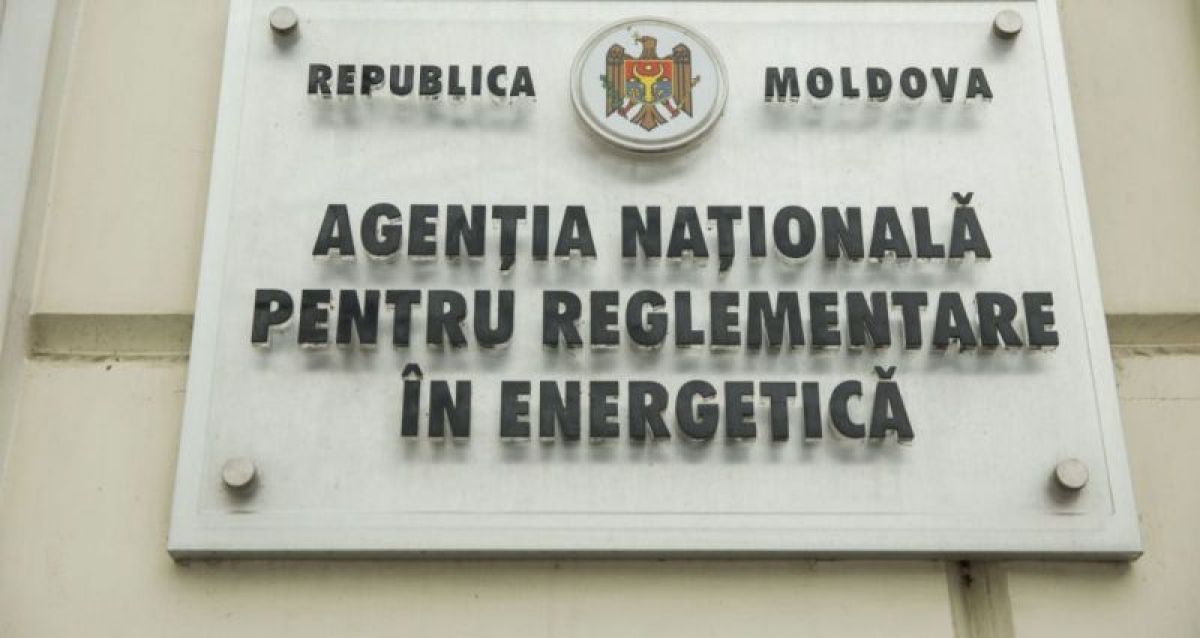 REPUBLICA MOLDOVA
AGENȚIA NAȚIONALĂ
PENTRU REGLEMENTARE
ÎN ENERGETICĂ